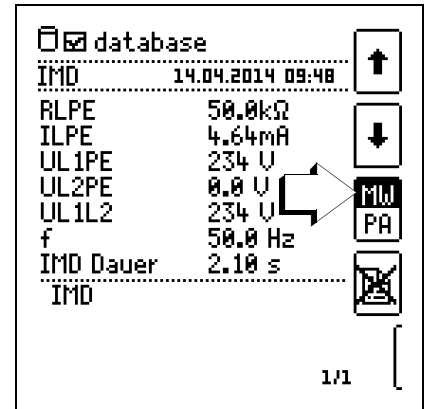 database
IMD 14.04.2014 09:48
RLPE 50.0kΩ
ILPE 4.64mA
UL1PE 234 V
UL2PE 0.0 V
UL1L2 234 V
f 50.0 Hz
IMD Dauer 2.10 s
IMD
MW
PA
1/1